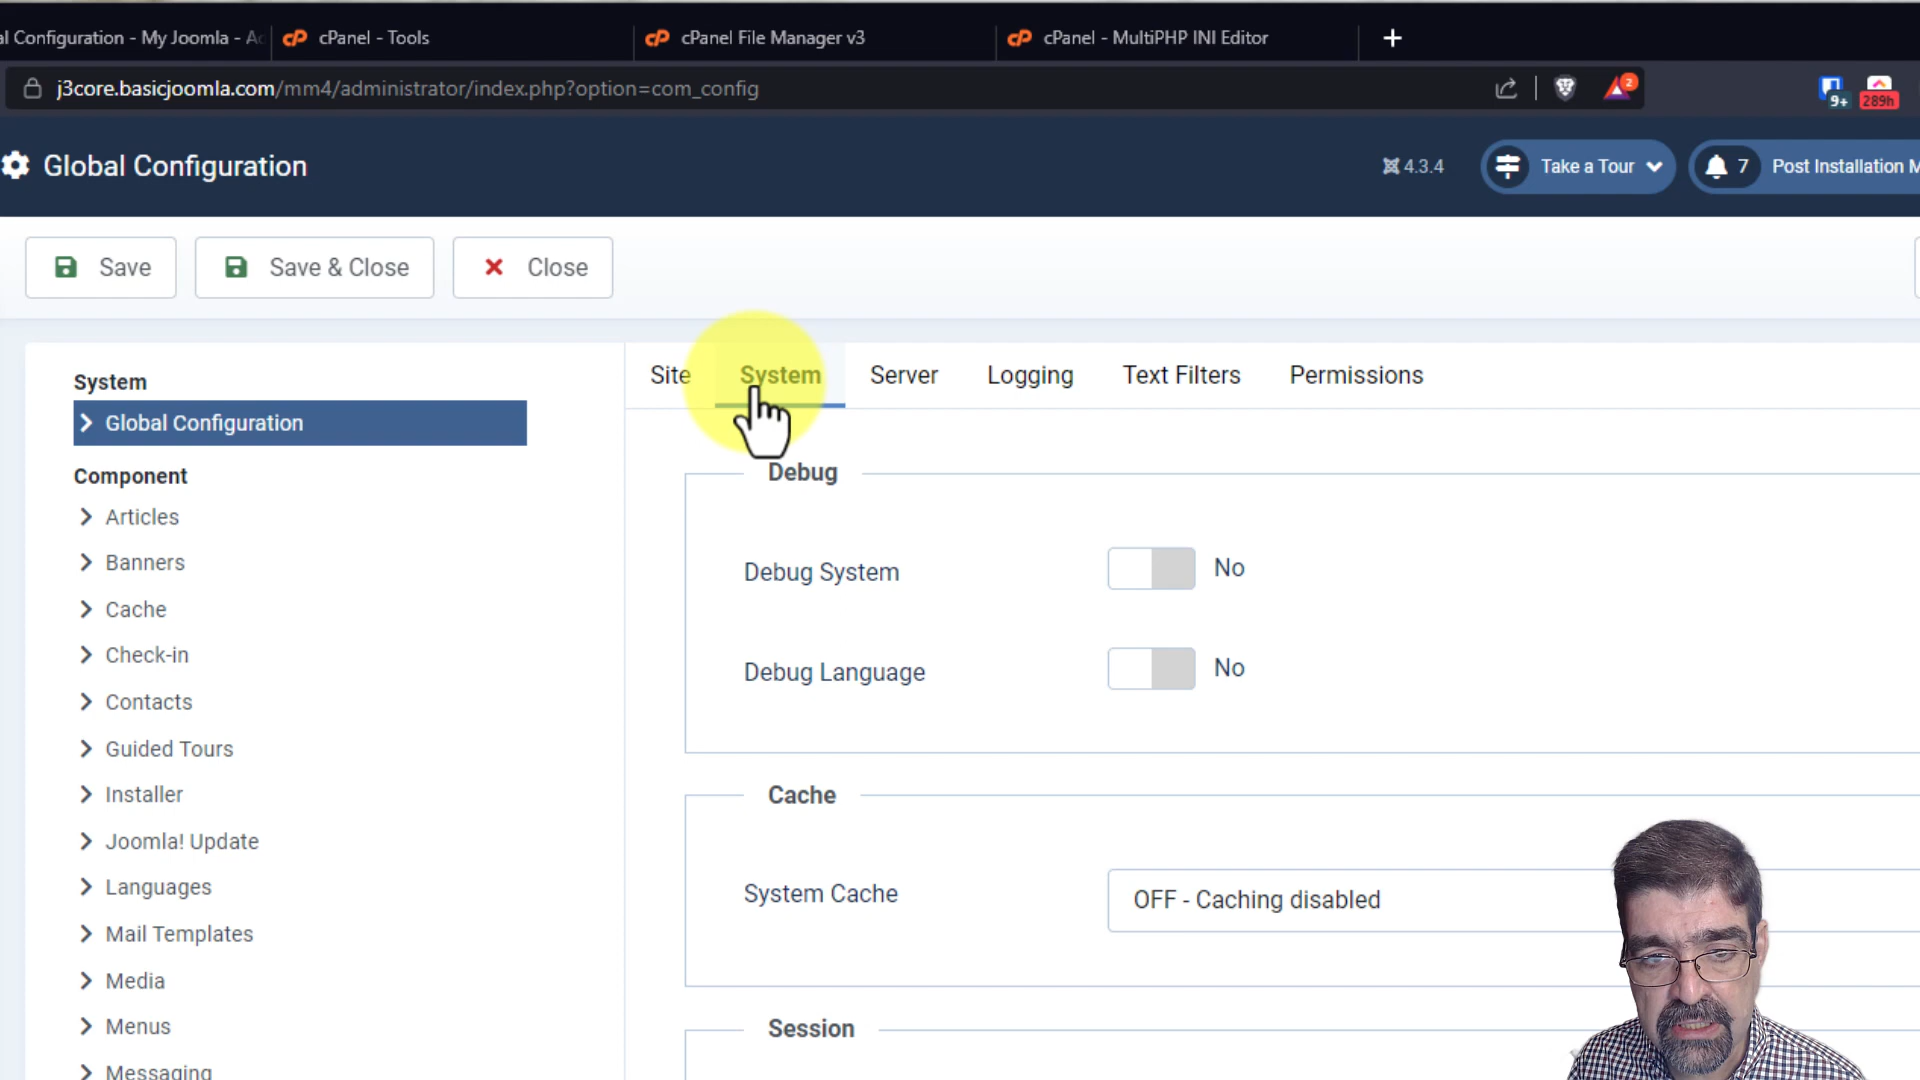 al Configuration - My Joomla - Ad
cPanel - Tools
cPanel File Manager v3
cPanel - MultiPHP INI Editor
j3core.basicjoomla.com/mm4/administrator/index.php?option=com_config
2
9+
289h
Global Configuration
4.3.4
Take a Tour
7
Post Installation M
Save
Save & Close
Close
System
Global Configuration
Component
Articles
Banners
Cache
Check-in
Contacts
Guided Tours
Installer
Joomla! Update
Languages
Mail Templates
Media
Menus
Messaging
Site
System
Server
Logging
Text Filters
Permissions
Debug
Debug System
No
Debug Language
No
Cache
System Cache
OFF - Caching disabled
Session